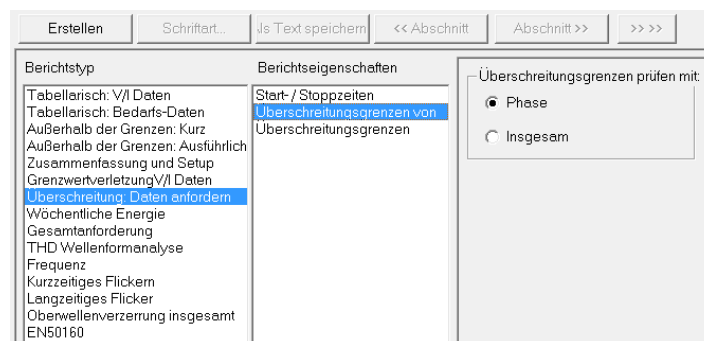 Erstellen
Schriftart...
ls Text speichern
<< Abschnitt
Abschnitt >>
>> >>
Berichtstyp
Tabellarisch: V/I Daten
Tabellarisch: Bedarfs-Daten
Außerhalb der Grenzen: Kurz
Außerhalb der Grenzen: Ausführlich
Zusammenfassung und Setup
GrenzwertverletzungV/I Daten
Überschreitung: Daten anfordern
Wöchentliche Energie
Gesamtanforderung
THD Wellenformanalyse
Frequenz
Kurzzeitiges Flickern
Langzeitiges Flicker
Oberwellenverzerrung insgesamt
EN50160
Berichtseigenschaften
Start- / Stoppzeiten
Überschreitungsgrenzen von
Überschreitungsgrenzen
Überschreitungsgrenzen prüfen mit:
Phase
Insgesam